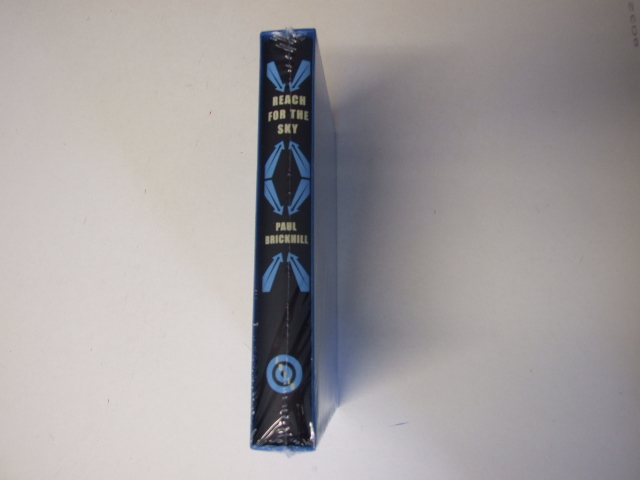 REACH
FOR THE
SKY
PAUL
BRICKHILL